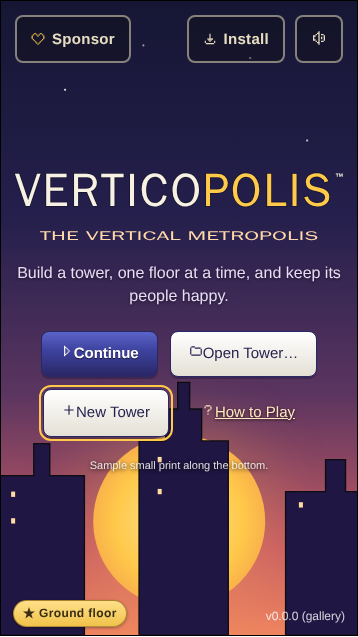 Sponsor
Install
VERTICOPOLIS™
THE VERTICAL METROPOLIS
Build a tower, one floor at a time, and keep its
people happy.
Continue
Open Tower…
+ New Tower
? How to Play
Sample small print along the bottom.
★ Ground floor
v0.0.0 (gallery)